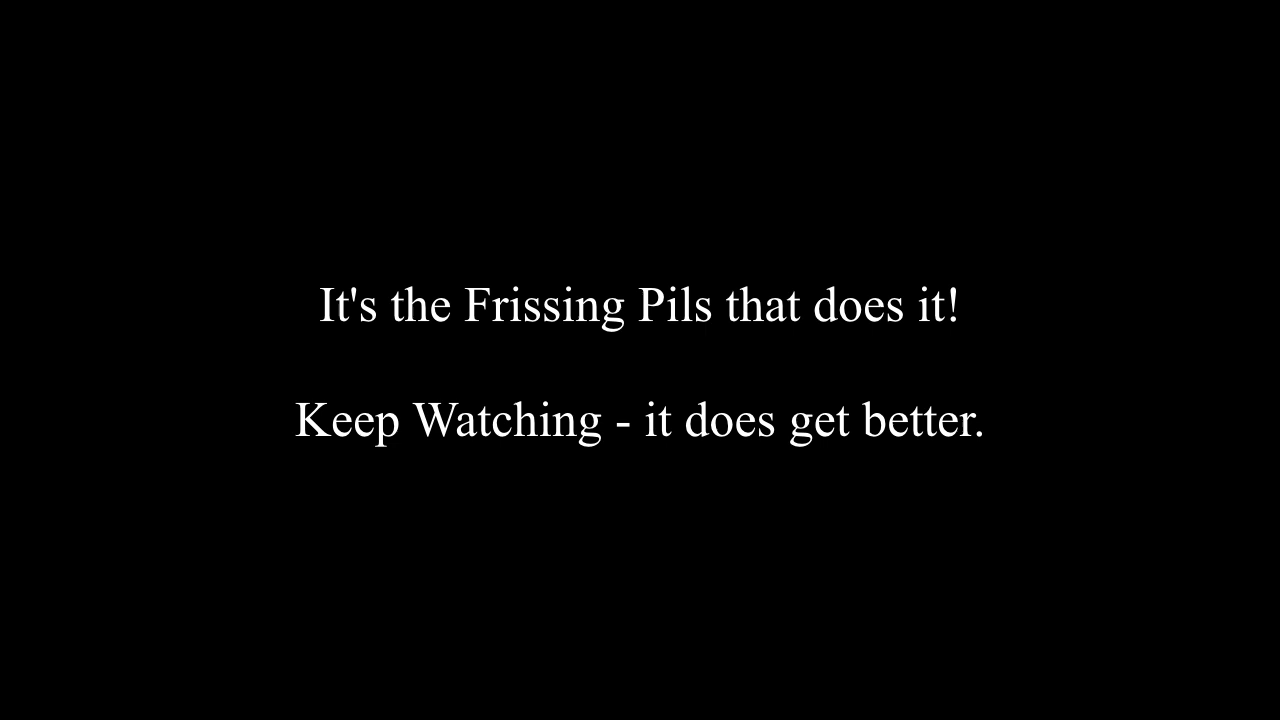 It's the Frissing Pils that does it!
Keep Watching - it does get better.